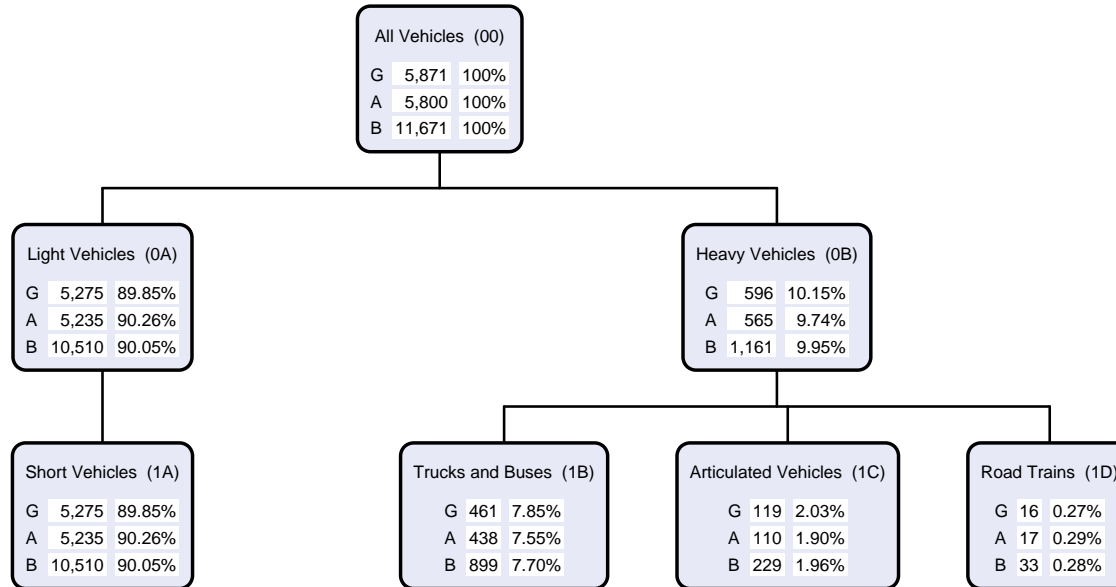 All Vehicles (00)
G 5,871 100%
A 5,800 100%
B 11,671 100%
Light Vehicles (0A)
G 5,275 89.85%
A 5,235 90.26%
B 10,510 90.05%
Heavy Vehicles (0B)
G 596 10.15%
A 565 9.74%
B 1,161 9.95%
Short Vehicles (1A)
G 5,275 89.85%
A 5,235 90.26%
B 10,510 90.05%
Trucks and Buses (1B)
G 461 7.85%
A 438 7.55%
B 899 7.70%
Articulated Vehicles (1C)
G 119 2.03%
A 110 1.90%
B 229 1.96%
Road Trains (1D)
G 16 0.27%
A 17 0.29%
B 33 0.28%